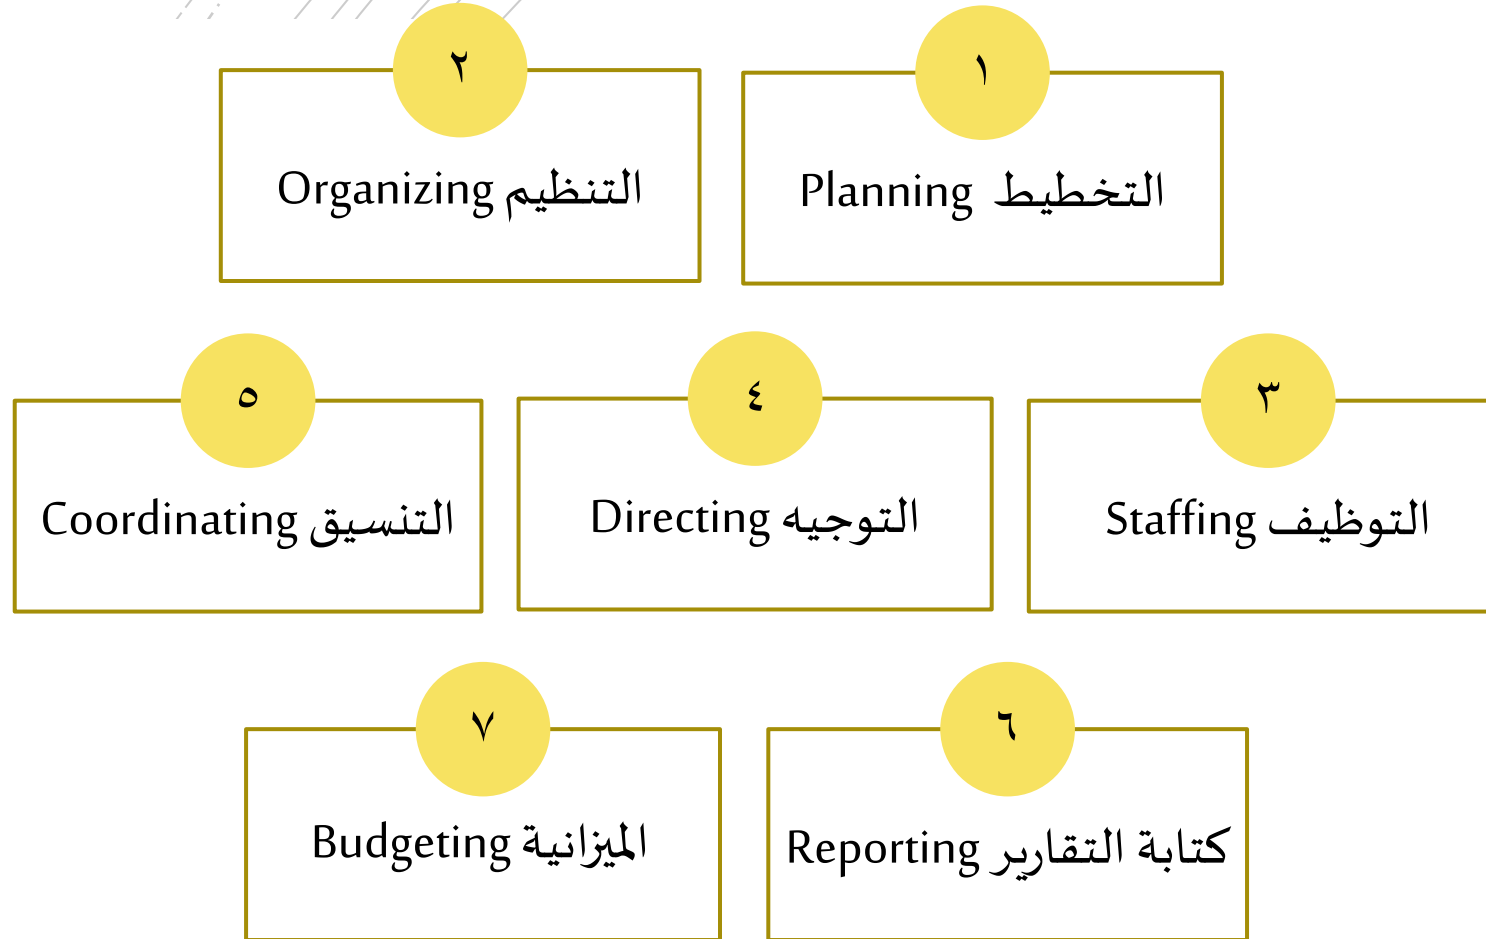 ١
التخطيط Planning
٢
التنظيم Organizing
٣
التوظيف Staffing
٤
التوجيه Directing
٥
التنسيق Coordinating
٦
كتابة التقارير Reporting
٧
الميزانية Budgeting